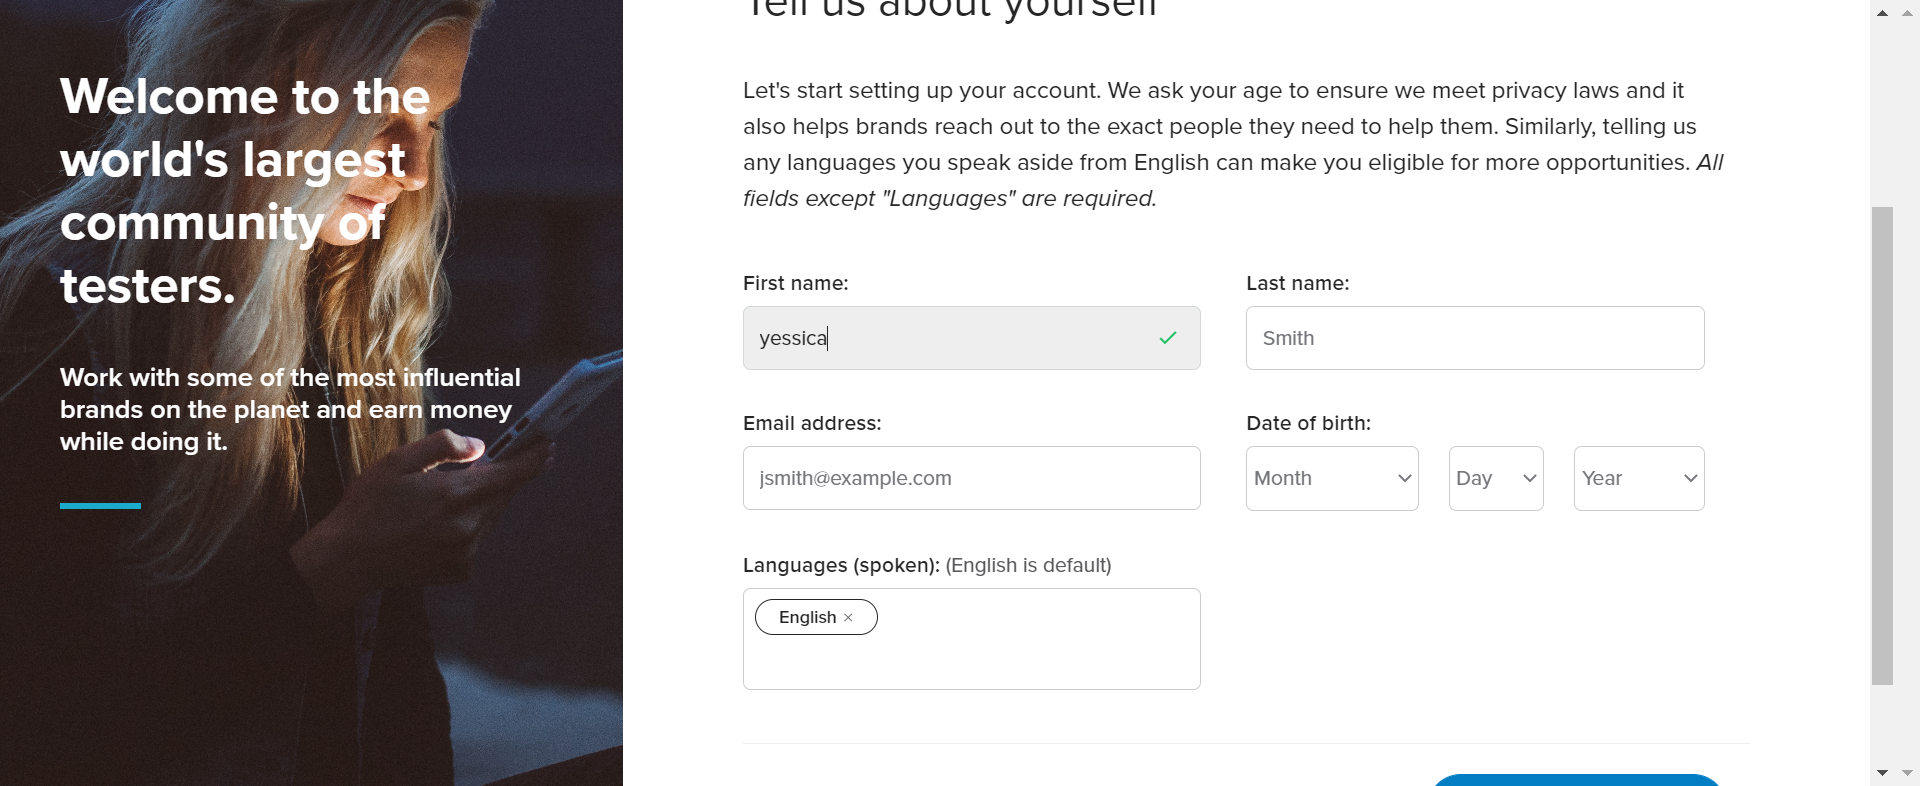 Tell us about yourself
Welcome to the
world's largest
community of
testers.
Work with some of the most influential
brands on the planet and earn money
while doing it.
Let's start setting up your account. We ask your age to ensure we meet privacy laws and it
also helps brands reach out to the exact people they need to help them. Similarly, telling us
any languages you speak aside from English can make you eligible for more opportunities. All
fields except "Languages" are required.
First name:
Last name:
yessica
Smith
Email address:
Date of birth:
jsmith@example.com
Month
Day
Year
Languages (spoken): (English is default)
English ×